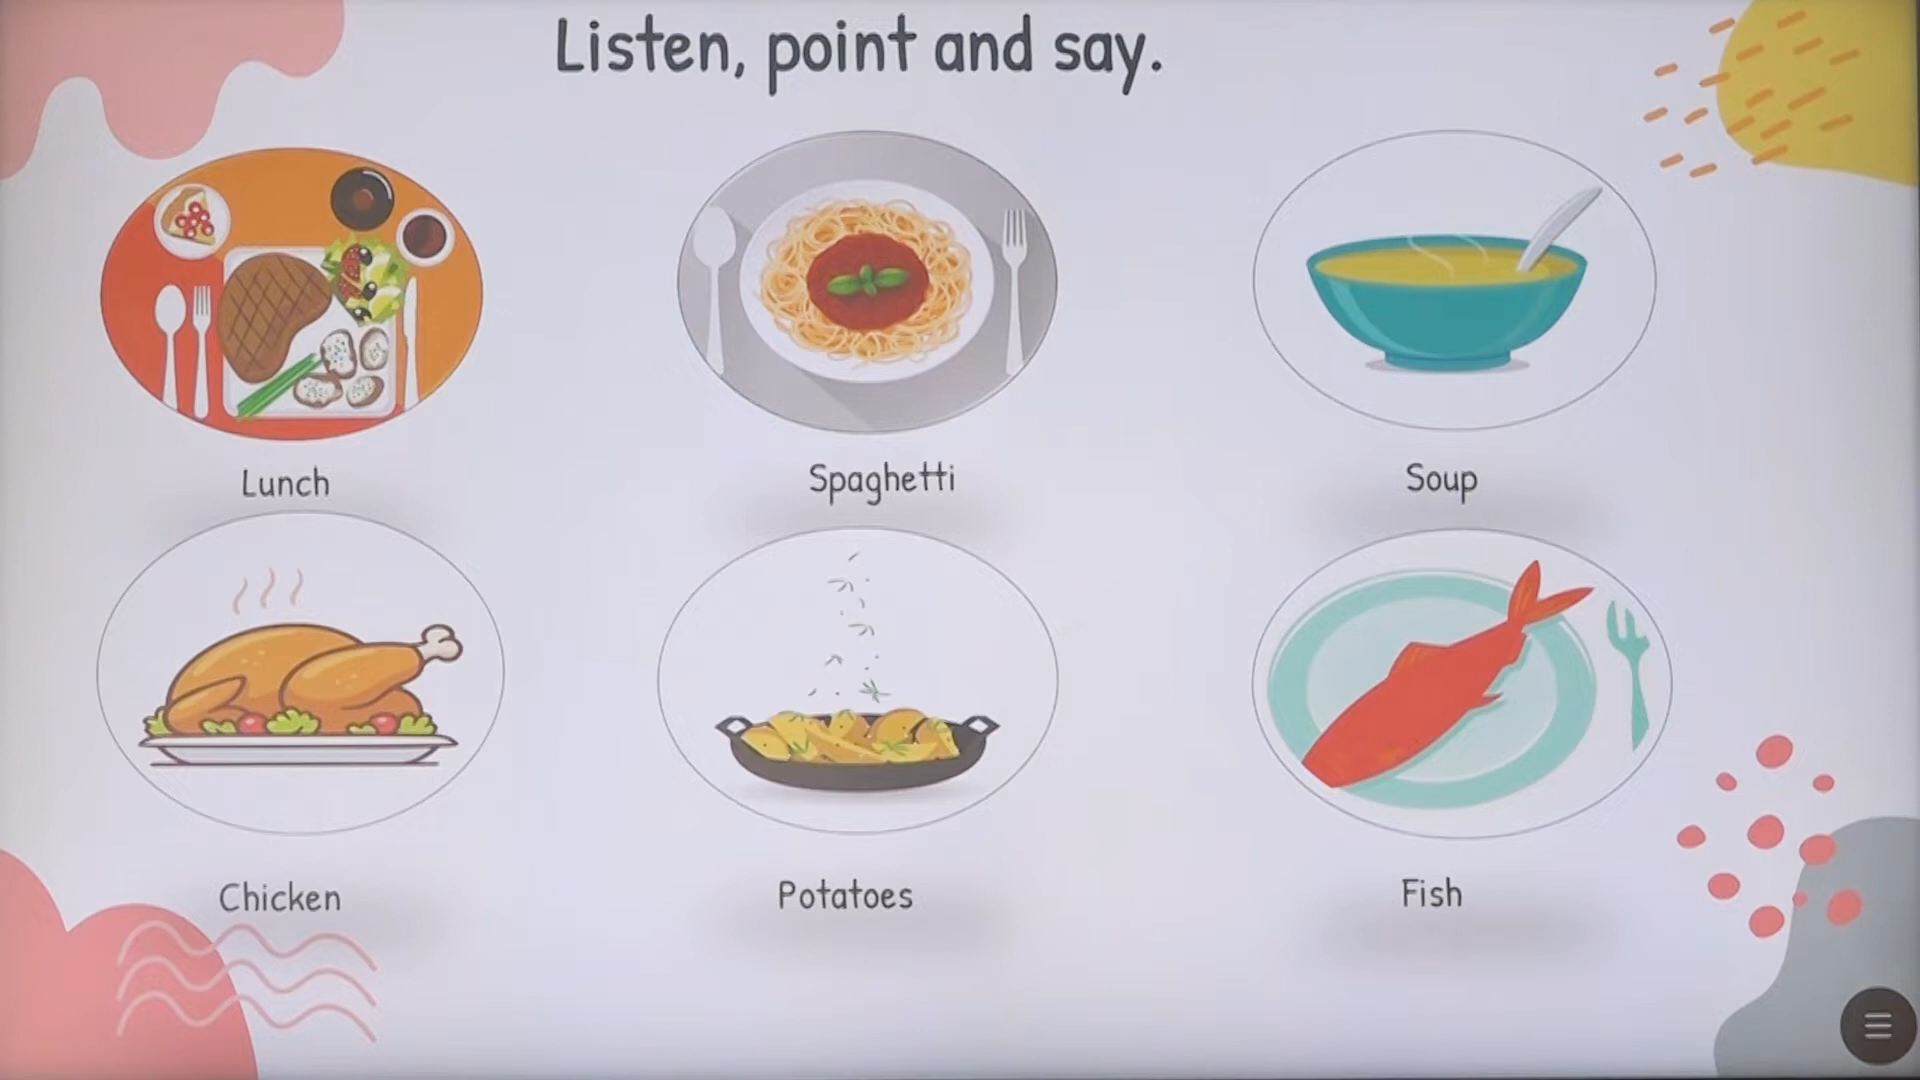 Listen, point and say.
Lunch
Spaghetti
Soup
Chicken
Potatoes
Fish